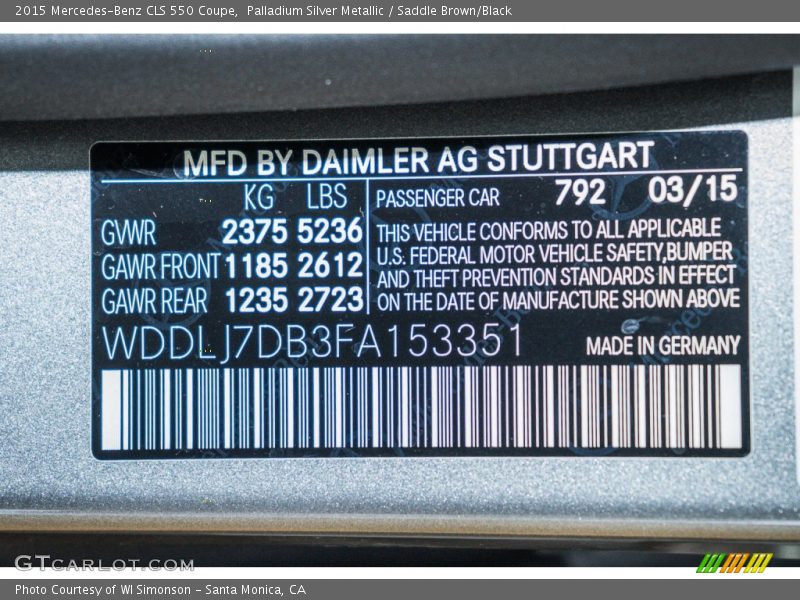 2015 Mercedes-Benz CLS 550 Coupe,  Palladium Silver Metallic / Saddle Brown/Black
MFD BY DAIMLER AG STUTTGART
KG LBS
GWWR 2375 5236
GAWR FRONT 1185 2612
GAWR REAR 1235 2723
PASSENGER CAR 792 03/15
THIS VEHICLE CONFORMS TO ALL APPLICABLE
U.S. FEDERAL MOTOR VEHICLE SAFETY,BUMPER
AND THEFT PREVENTION STANDARDS IN EFFECT
ON THE DATE OF MANUFACTURE SHOWN ABOVE
WDDLJ7DB3FA153351
MADE IN GERMANY
GTCARLOT.COM
Photo Courtesy of WI Simonson - Santa Monica, CA